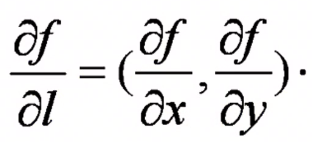 ∂f/∂l = (∂f/∂x, ∂f/∂y)·